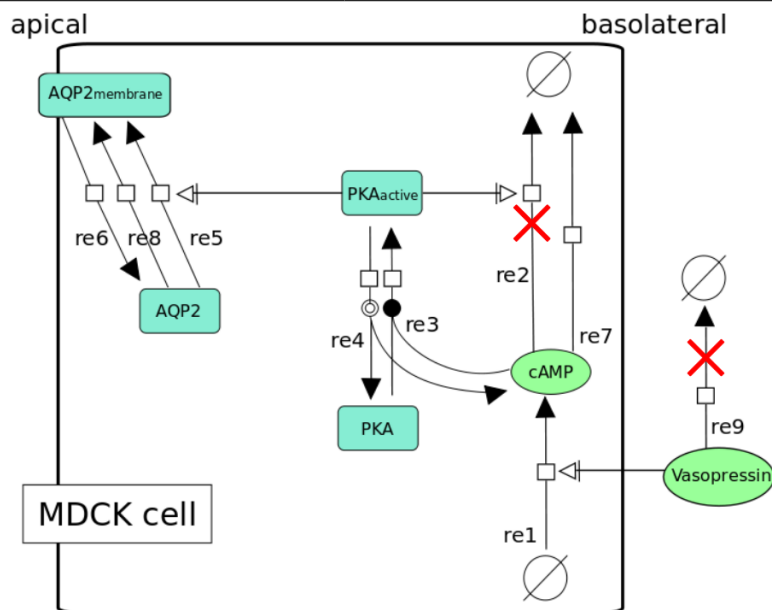 apical
basolateral
AQP2membrane
PKAactive
re6
re8
re5
re2
AQP2
re3
re4
re7
cAMP
PKA
re9
Vasopressin
MDCK cell
re1